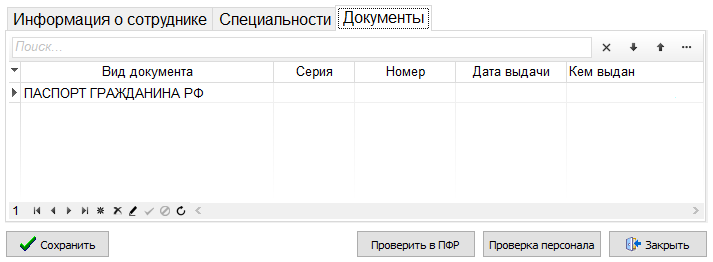 Информация о сотруднике Специальности Документы
Поиск...
Вид документа Серия Номер Дата выдачи Кем выдан
ПАСПОРТ ГРАЖДАНИНА РФ
1
Сохранить Проверить в ПФР Проверка персонала Закрыть